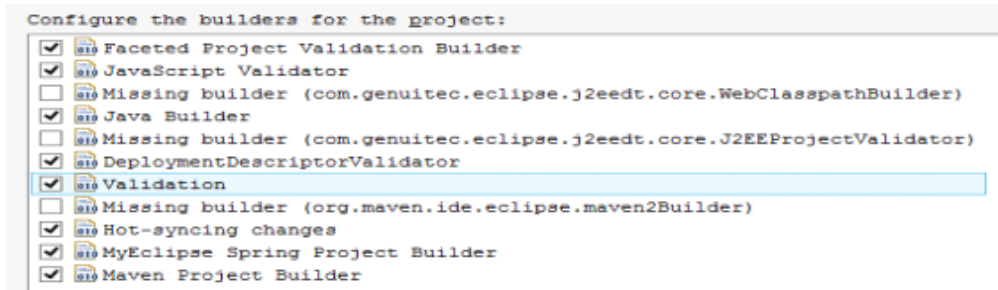 Configure the builders for the project:
Faceted Project Validation Builder
JavaScript Validator
Missing builder (com.genuitec.eclipse.j2eedt.core.WebClasspathBuilder)
Java Builder
Missing builder (com.genuitec.eclipse.j2eedt.core.J2EEProjectValidator)
DeploymentDescriptorValidator
Validation
Missing builder (org.maven.ide.eclipse.maven2Builder)
Hot-syncing changes
MyEclipse Spring Project Builder
Maven Project Builder